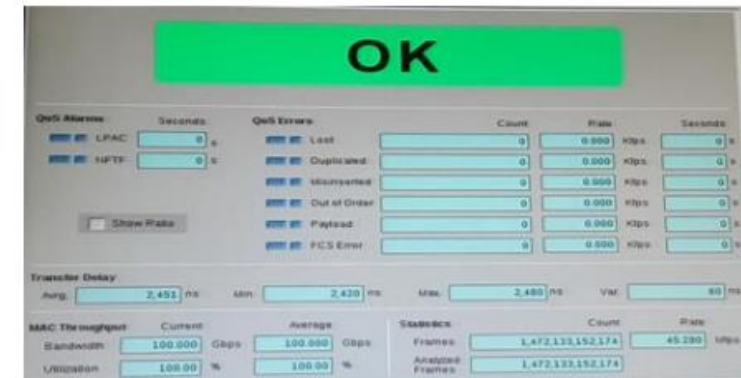 OK
QoS Alarms Seconds QoS Errors Count Rate Seconds
LPAC 0 s Lost 0 0.000 Kfps 0 s
NFTF 0 s Duplicated 0 0.000 Kfps 0 s
Misinserted 0 0.000 Kfps 0 s
Out of Order 0 0.000 Kfps 0 s
Show Ratio Payload 0 0.000 Kfps 0 s
FCS Error 0 0.000 Kfps 0 s
Transfer Delay
Avrg. 2,451 ns Min. 2,420 ns Max. 2,480 ns Var. 60 ns
MAC Throughput Current Average Statistics Count Rate
Bandwidth 100.000 Gbps 100.000 Gbps Frames 1,472,133,152,174 45.290
Utilization 100.00 % 100.00 % Analyzed Frames 1,472,133,152,174